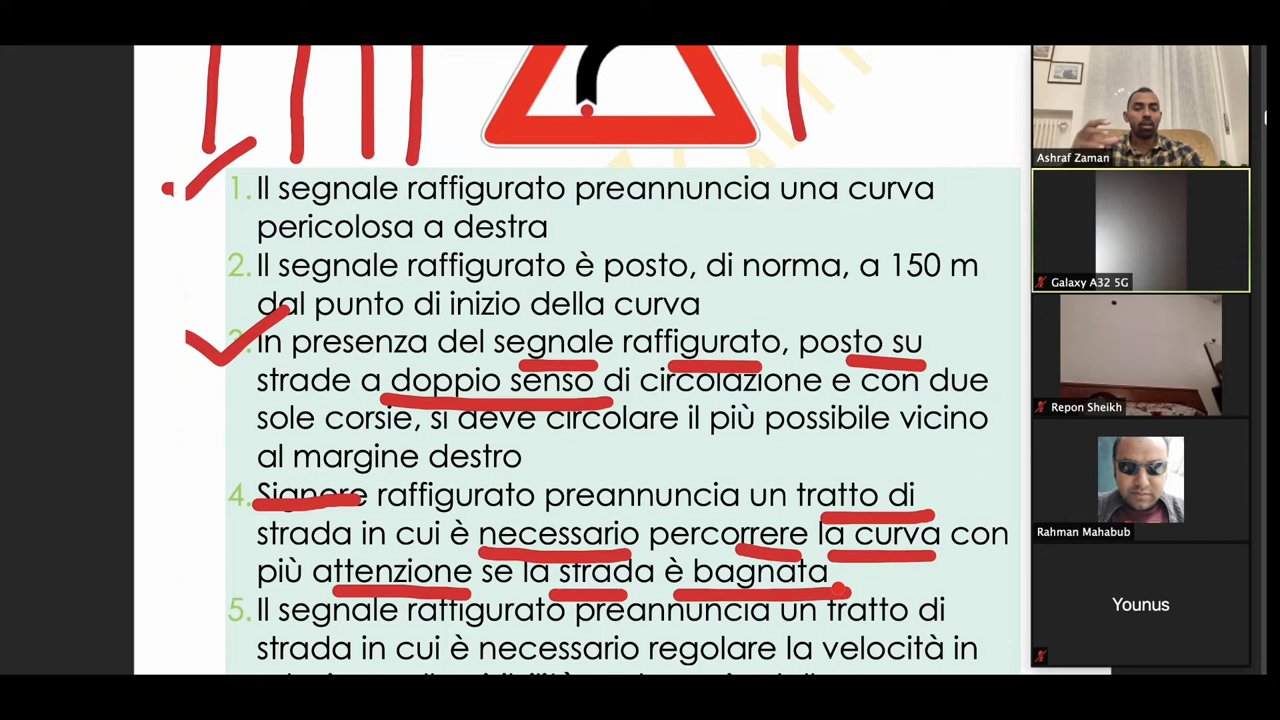 1. Il segnale raffigurato preannuncia una curva
pericolosa a destra
2. Il segnale raffigurato è posto, di norma, a 150 m
dal punto di inizio della curva
3. In presenza del segnale raffigurato, posto su
strade a doppio senso di circolazione e con due
sole corsie, si deve circolare il più possibile vicino
al margine destro
4. Signore raffigurato preannuncia un tratto di
strada in cui è necessario percorrere la curva con
più attenzione se la strada è bagnata
5. Il segnale raffigurato preannuncia un tratto di
strada in cui è necessario regolare la velocità in
Ashraf Zaman
Galaxy A32 5G
Repon Sheikh
Rahman Mahabub
Younus